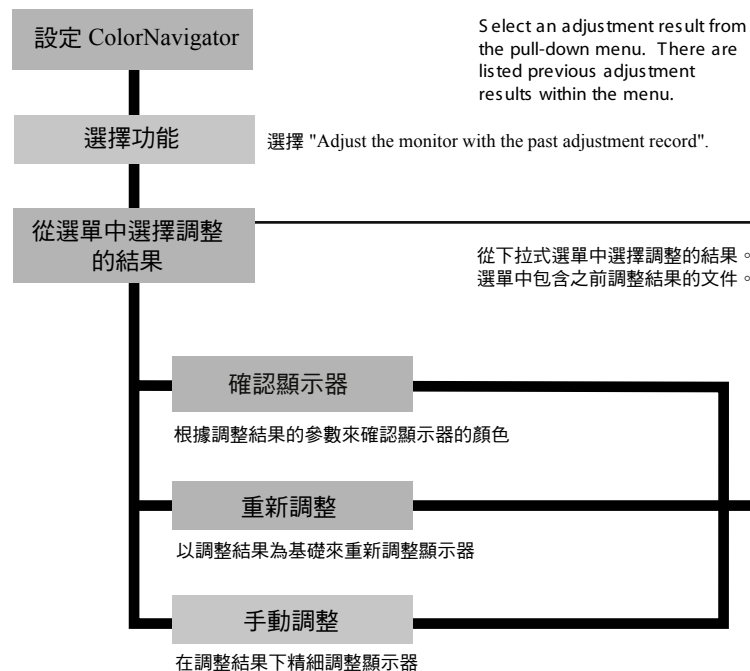 設定 ColorNavigator
Select an adjustment result from
the pull-down menu. There are
listed previous adjustment
results within the menu.
選擇功能
選擇 "Adjust the monitor with the past adjustment record".
從選單中選擇調整
的結果
從下拉式選單中選擇調整的結果。
選單中包含之前調整結果的文件。
確認顯示器
根據調整結果的參數來確認顯示器的顏色
重新調整
以調整結果為基礎來重新調整顯示器
手動調整
在調整結果下精細調整顯示器